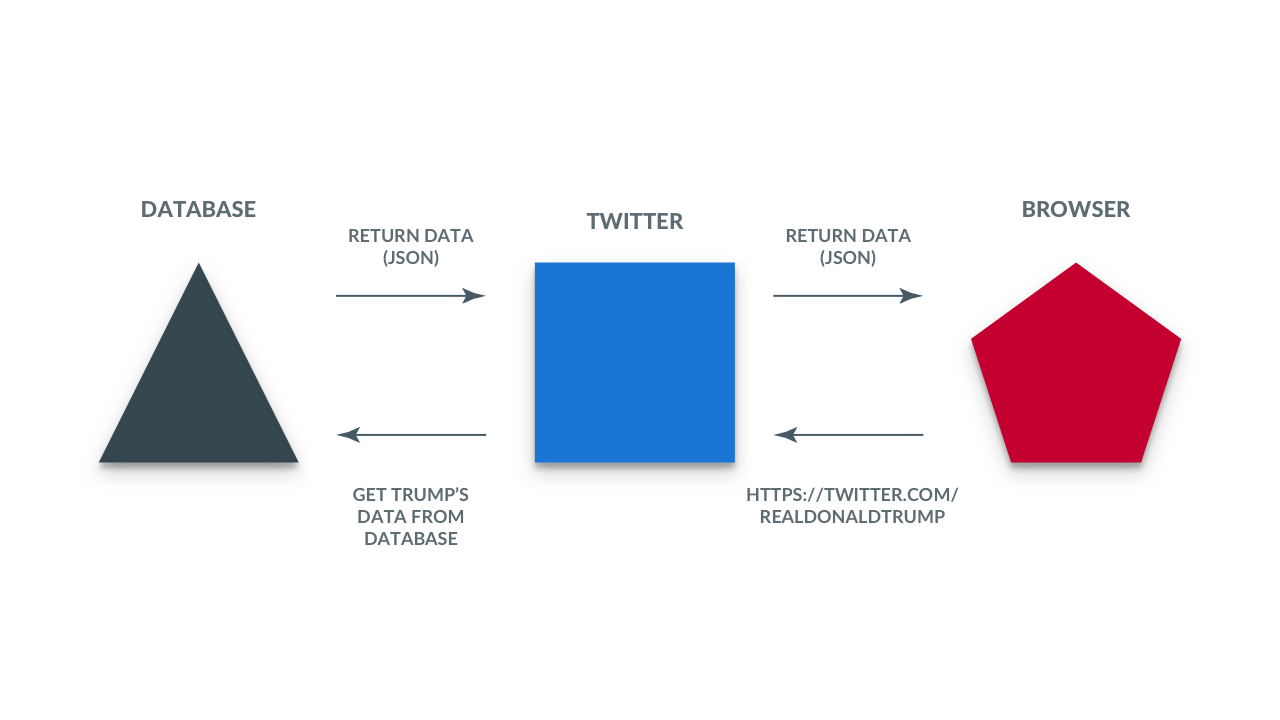 DATABASE
TWITTER
BROWSER
RETURN DATA
(JSON)
RETURN DATA
(JSON)
GET TRUMP’S
DATA FROM
DATABASE
HTTPS://TWITTER.COM/
REALDONALDTRUMP